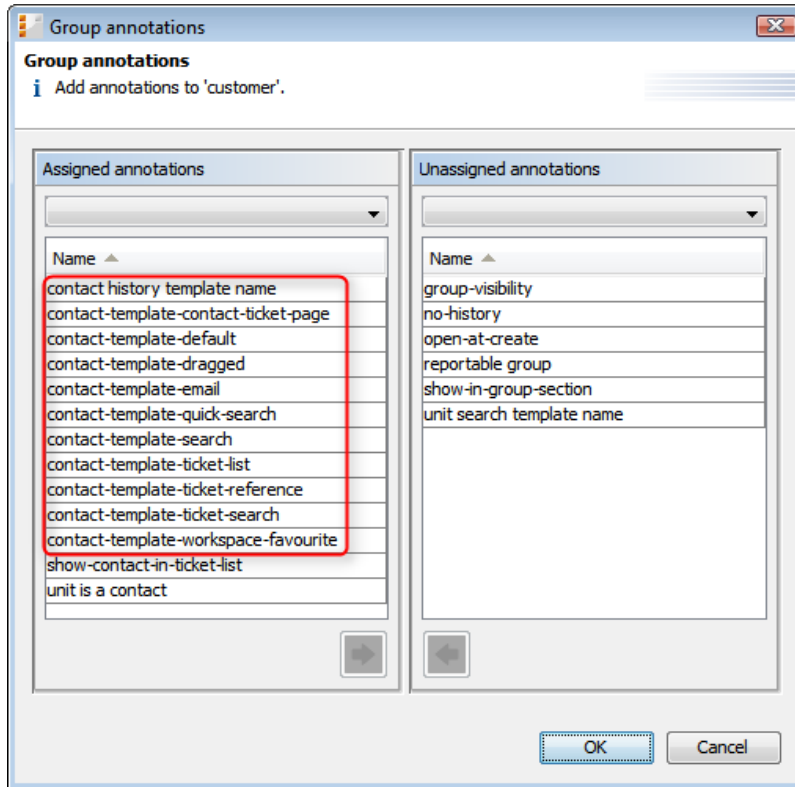 Group annotations
Group annotations
i Add annotations to 'customer'.
Assigned annotations
Name
contact history template name
contact-template-contact-ticket-page
contact-template-default
contact-template-dragged
contact-template-email
contact-template-quick-search
contact-template-search
contact-template-ticket-list
contact-template-ticket-reference
contact-template-ticket-search
contact-template-workspace-favourite
show-contact-in-ticket-list
unit is a contact
Unassigned annotations
Name
group-visibility
no-history
open-at-create
reportable group
show-in-group-section
unit search template name
OK
Cancel